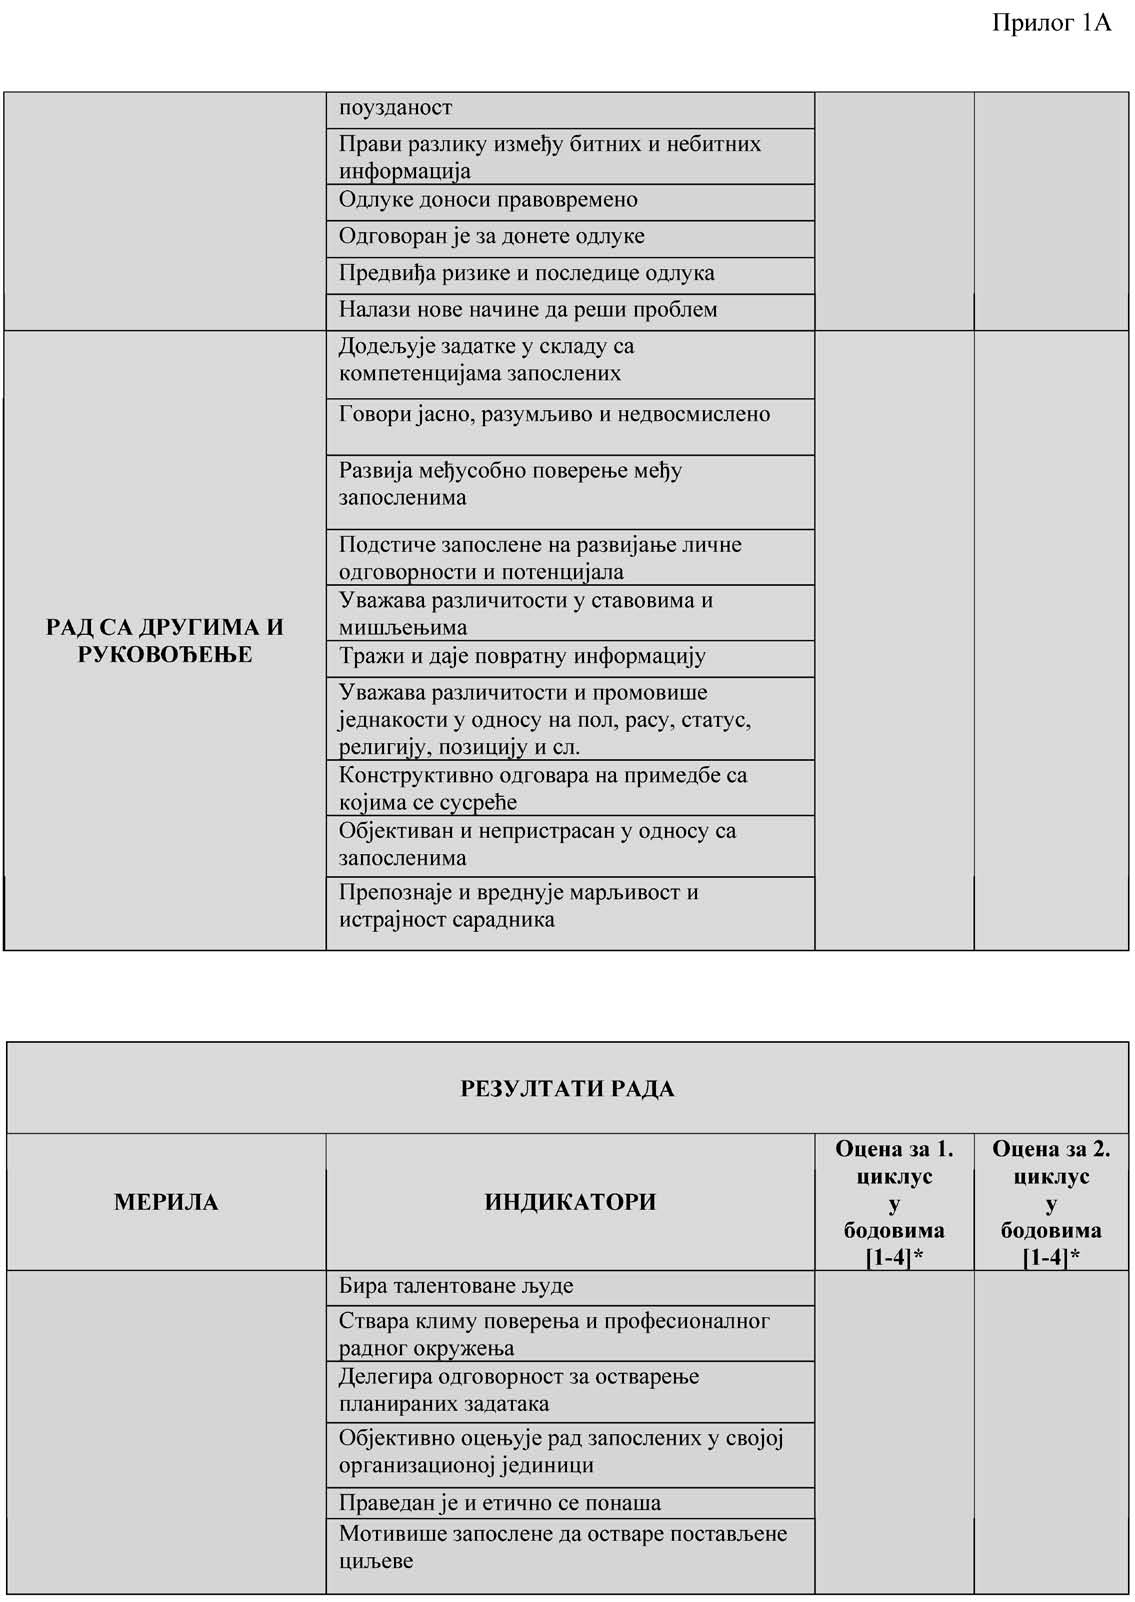 Прилог 1А
поузданост
Прави разлику између битних и небитних
информација
Одлуке доноси правовремено
Одговоран је за донете одлуке
Предвиђа ризике и последице одлука
Налази нове начине да реши проблем
РАД СА ДРУГИМА И
РУКОВОЂЕЊЕ
Додељује задатке у складу са
компетенцијама запослених
Говори јасно, разумљиво и недвосмислено
Развија међусобно поверење међу
запосленима
Подстиче запослене на развијање личне
одговорности и потенцијала
Уважава различитости у ставовима и
мишљењима
Тражи и даје повратну информацију
Уважава различитости и промовише
једнакости у односу на пол, расу, статус,
религију, позицију и сл.
Конструктивно одговара на примедбе са
којима се сусреће
Објективан и непристрасан у односу са
запосленима
Препознаје и вреднује марљивост и
истрајност сарадника
РЕЗУЛТАТИ РАДА
МЕРИЛА
ИНДИКАТОРИ
Оцена за 1.
циклус
у
бодовима
[1-4]*
Оцена за 2.
циклус
у
бодовима
[1-4]*
Бира талентоване људе
Ствара климу поверења и професионалног
радног окружења
Делегира одговорност за остварење
планираних задатака
Објективно оцењује рад запослених у својој
организационој јединици
Праведан је и етично се понаша
Мотивише запослене да остваре постављене
циљеве